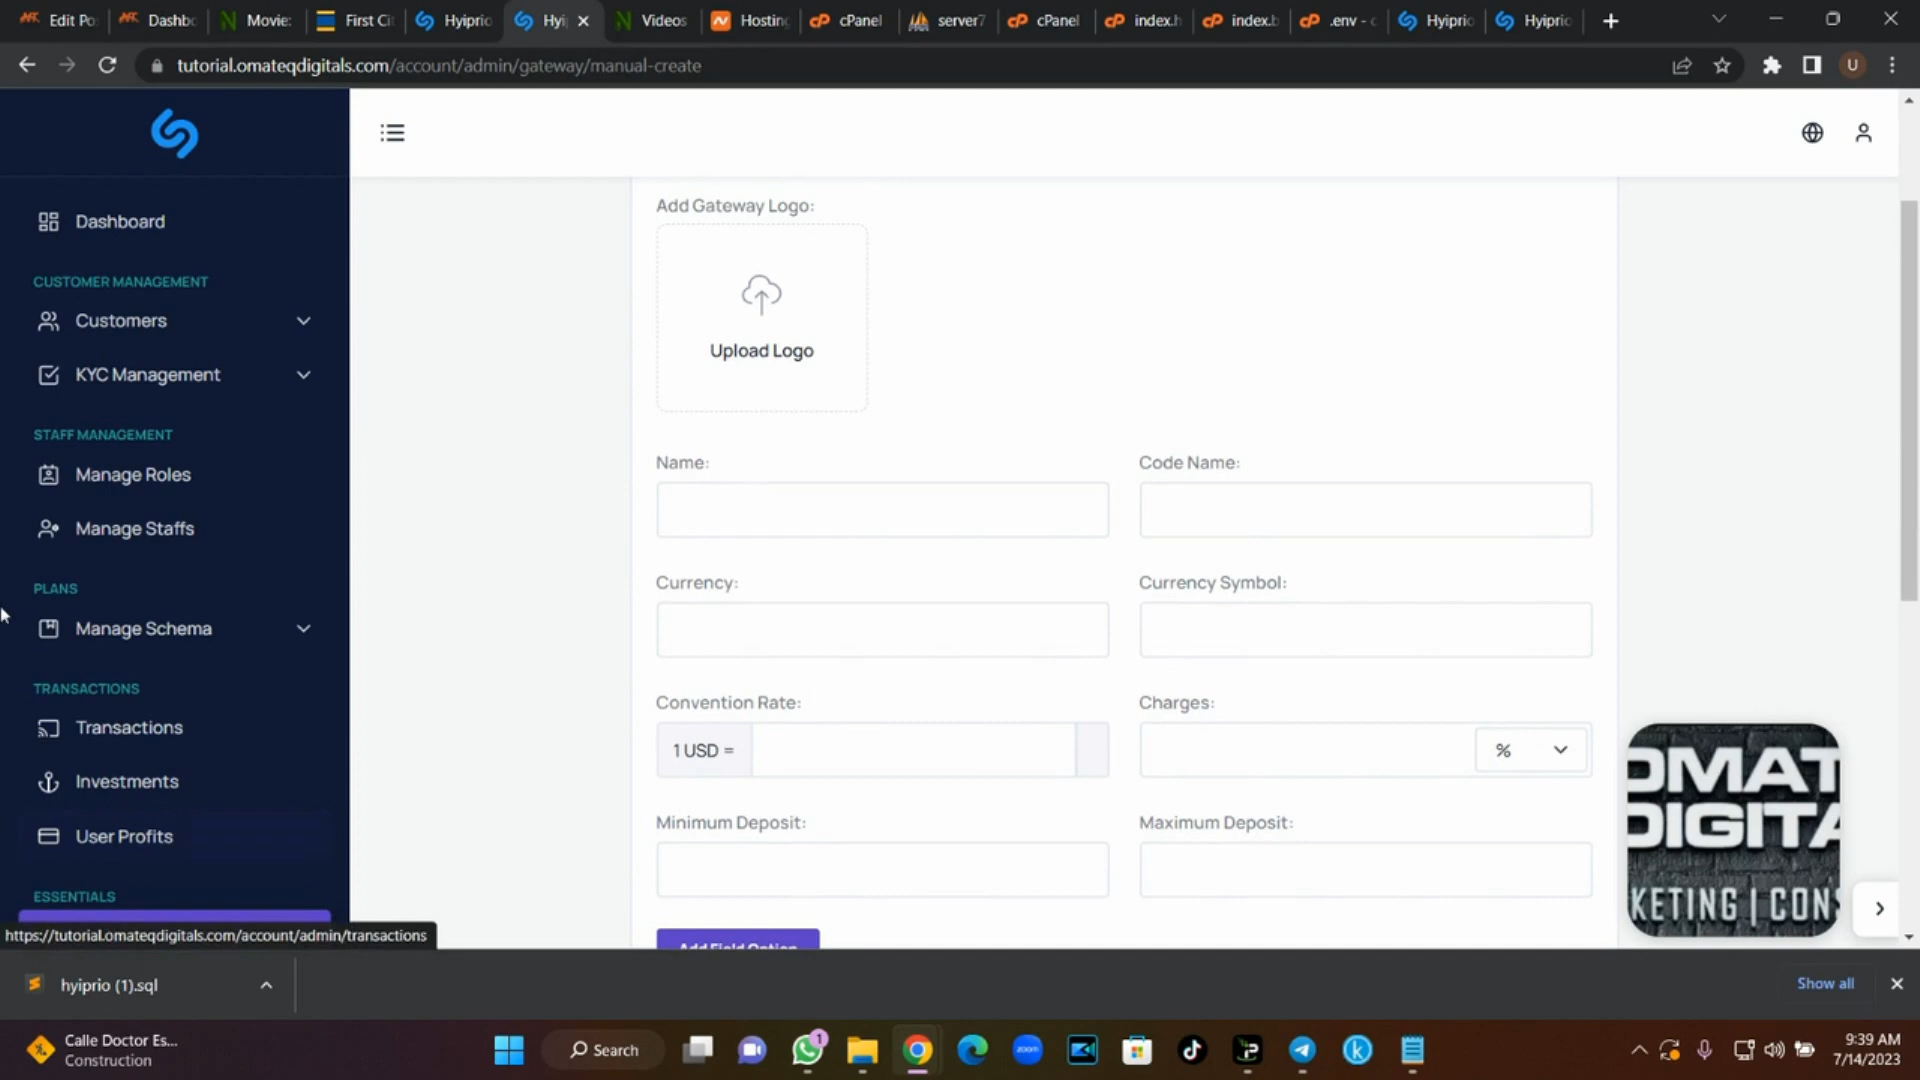 Edit Po
Dashbo
Movie:
First Ci
Hyiprio
Hyi
Videos
Hosting
cPanel
server7
cPanel
index.h
index.b
.env - c
Hyiprio
Hyiprio
tutorial.omateqdigitals.com/account/admin/gateway/manual-create
U
Dashboard
CUSTOMER MANAGEMENT
Customers
KYC Management
STAFF MANAGEMENT
Manage Roles
Manage Staffs
PLANS
Manage Schema
TRANSACTIONS
Transactions
Investments
User Profits
ESSENTIALS
https://tutorial.omateqdigitals.com/account/admin/transactions
Add Gateway Logo:
Upload Logo
Name:
Code Name:
Currency:
Currency Symbol:
Convention Rate:
Charges:
1 USD =
%
Minimum Deposit:
Maximum Deposit:
Add Field Option
OMAT
DIGITA
KETING | CONS
hyiprio (1).sql
Show all
Calle Doctor Es...
Construction
Search
1
zoom
9:39 AM
7/14/2023